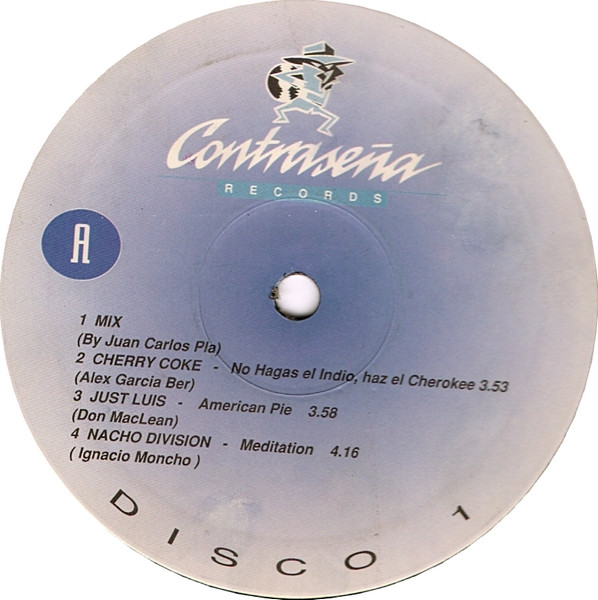 Contraseña
RECORDS
A
1 MIX
(By Juan Carlos Pla)
2 CHERRY COKE - No Hagas el Indio, haz el Cherokee 3.53
(Alex Garcia Ber)
3 JUST LUIS - American Pie 3.58
(Don MacLean)
4 NACHO DIVISION - Meditation 4.16
( Ignacio Moncho )
DISCO 1